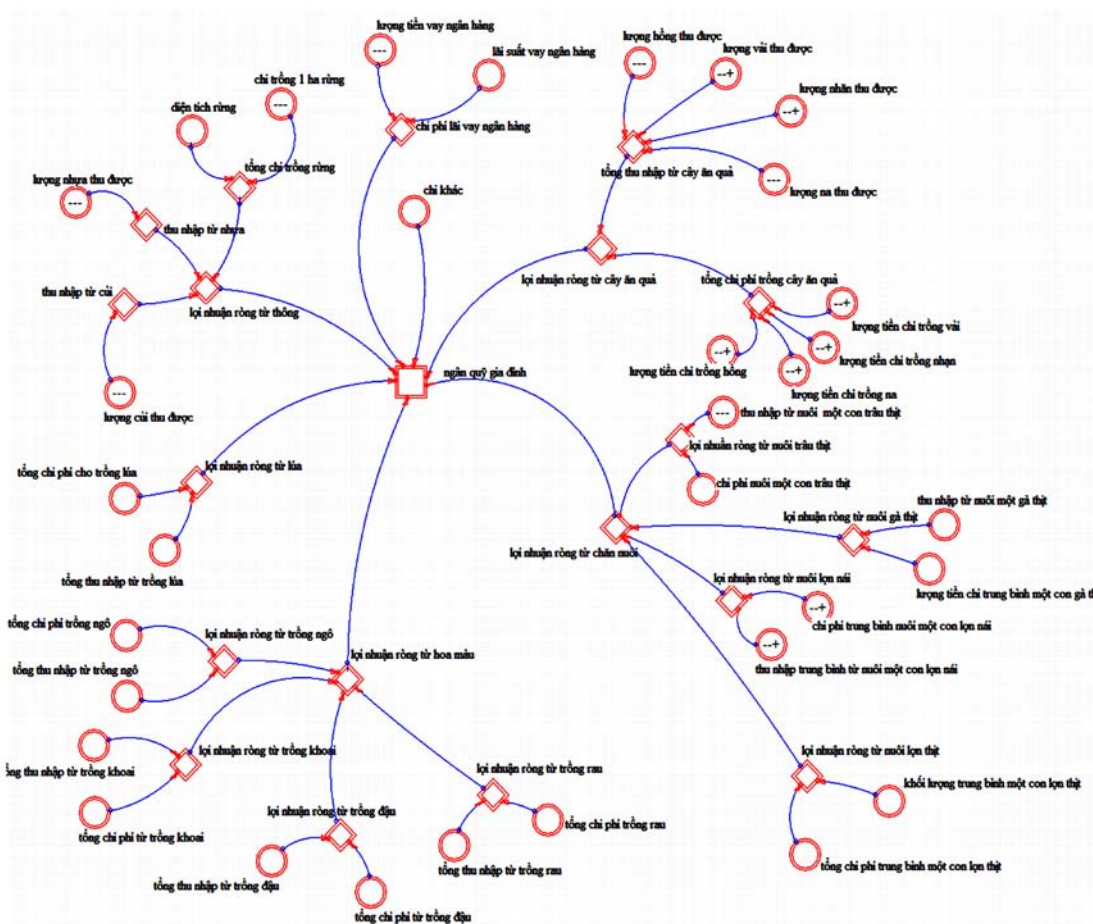 lượng tiền vay ngân hàng
lãi suất vay ngân hàng
lượng hồng thu được
lượng vải thu được
lượng nhãn thu được
chi trồng 1 ha rừng
diện tích rừng
---
---
--+
---
--+
chi phí lãi vay ngân hàng
tổng chi trồng rừng
tổng thu nhập từ cây ăn quả
---
lượng na thu được
lượng nhựa thu được
---
chi khác
thu nhập từ nhựa
thu nhập từ củi
lợi nhuận ròng từ thông
lợi nhuận ròng từ cây ăn quả
tổng chi phí trồng cây ăn quả
--+
lượng tiền chi trồng vải
--+
lượng tiền chi trồng nhạn
--+
lượng tiền chi trồng hồng
--+
lượng tiền chi trồng na
ngân quỹ gia đình
---
lượng củi thu được
---
thu nhập từ nuôi một con trâu thịt
lợi nhuần ròng từ nuôi trâu thịt
chi phí nuôi một con trâu thịt
tổng chi phí cho trồng lúa
lợi nhuận ròng từ lúa
tổng thu nhập từ trồng lúa
thu nhập từ nuôi một gà thịt
lợi nhuận ròng từ nuôi gà thịt
lợi nhuận ròng từ chăn nuôi
lượng tiền chi trung bình một con gà th
lợi nhuận ròng từ nuôi lợn nái
--+
chi phí trung bình nuôi một con lợn nái
--+
thu nhập trung bình từ nuôi một con lợn nái
tổng chi phí trồng ngô
lợi nhuận ròng từ trồng ngô
lợi nhuận ròng từ hoa màu
tổng thu nhập từ trồng ngô
lợi nhuận ròng từ trồng khoai
tổng thu nhập từ trồng khoai
tổng chi phí từ trồng khoai
lợi nhuận ròng từ trồng rau
lợi nhuận ròng từ nuôi lợn thịt
khối lượng trung bình một con lợn thịt
lợi nhuận ròng từ trồng đậu
tổng chi phí trồng rau
tổng thu nhập từ trồng rau
tổng chi phí trung bình một con lợn thịt
tổng thu nhập từ trồng đậu
tổng chi phí từ trồng đậu